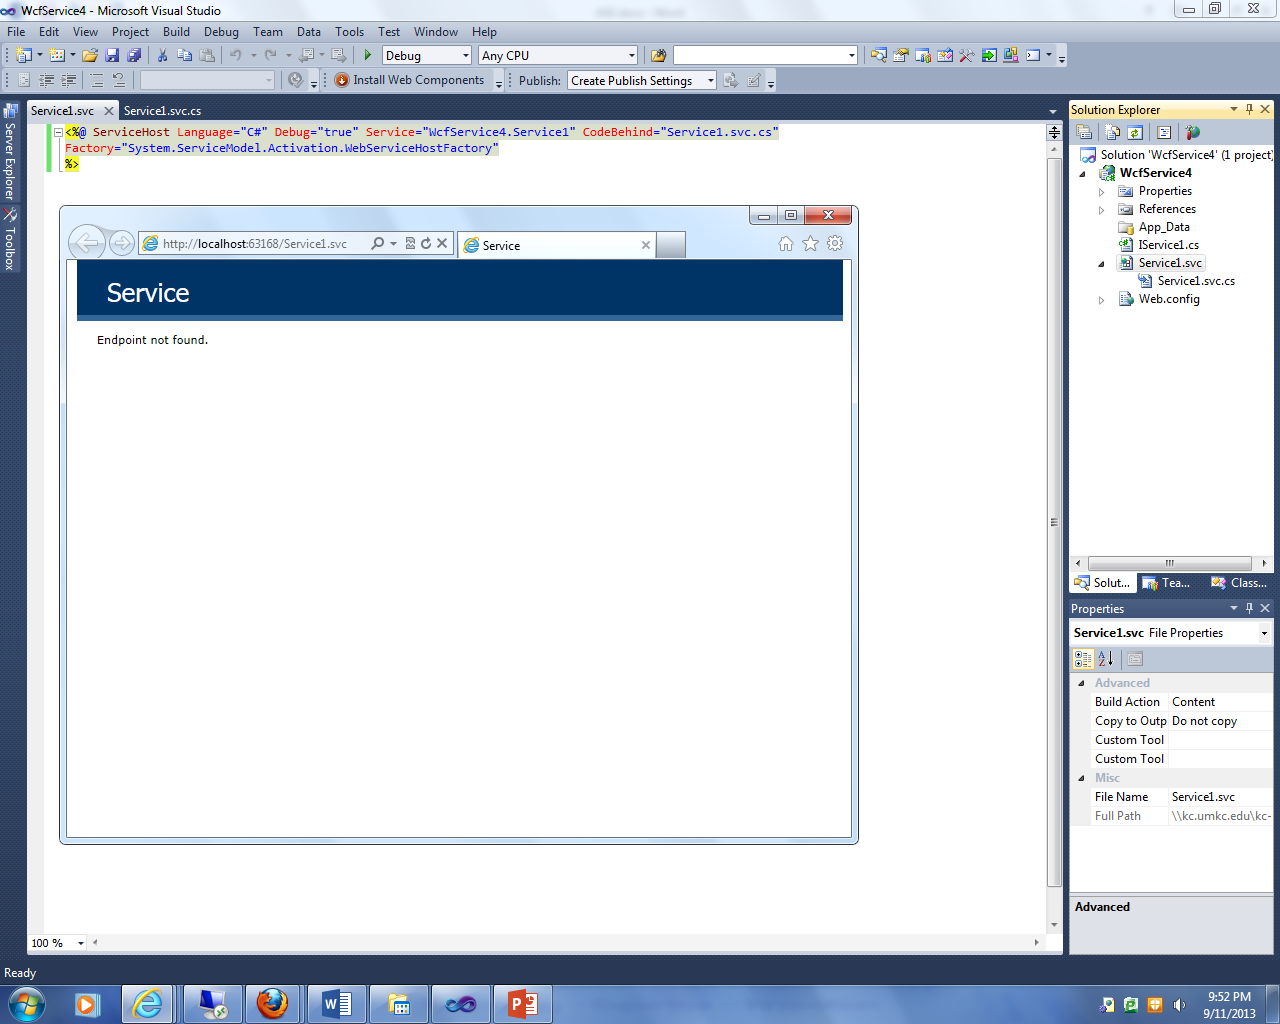 WcfService4 - Microsoft Visual Studio
File Edit View Project Build Debug Team Data Tools Test Window Help
Debug Any CPU
Install Web Components Publish: Create Publish Settings
Server Explorer
Toolbox
Service1.svc Service1.svc.cs
<%@ ServiceHost Language="C#" Debug="true" Service="WcfService4.Service1" CodeBehind="Service1.svc.cs"
Factory="System.ServiceModel.Activation.WebServiceHostFactory"
%>
http://localhost:63168/Service1.svc
Service
Service
Endpoint not found.
100 %
Solution Explorer
Solution 'WcfService4' (1 project)
WcfService4
Properties
References
App_Data
IService1.cs
Service1.svc
Service1.svc.cs
Web.config
Solut... Tea... Class...
Properties
Service1.svc File Properties
Advanced
Build Action Content
Copy to Outp Do not copy
Custom Tool
Custom Tool
Misc
File Name Service1.svc
Full Path \\kc.umkc.edu\kc-
Advanced
Ready
9:52 PM
9/11/2013